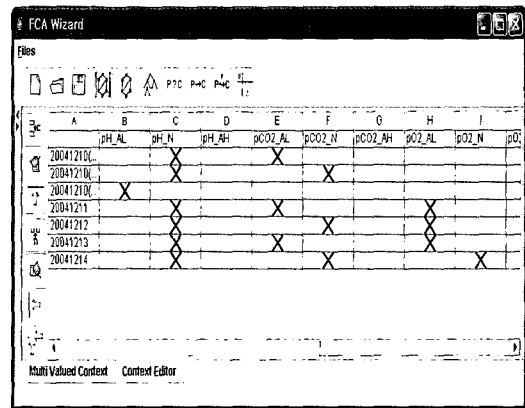 FCA Wizard
Files
P?C P→C
A B C D E F G H I
pH_AL pH_N pH_AH pCO2_AL pCO2_N pCO2_AH pO2_AL pO2_N pO
20041210(... X X
20041210(... X X
20041210(... X
20041211 X X X
20041212 X X X
20041213 X X X
20041214 X X X
Multi Valued Context Context Editor